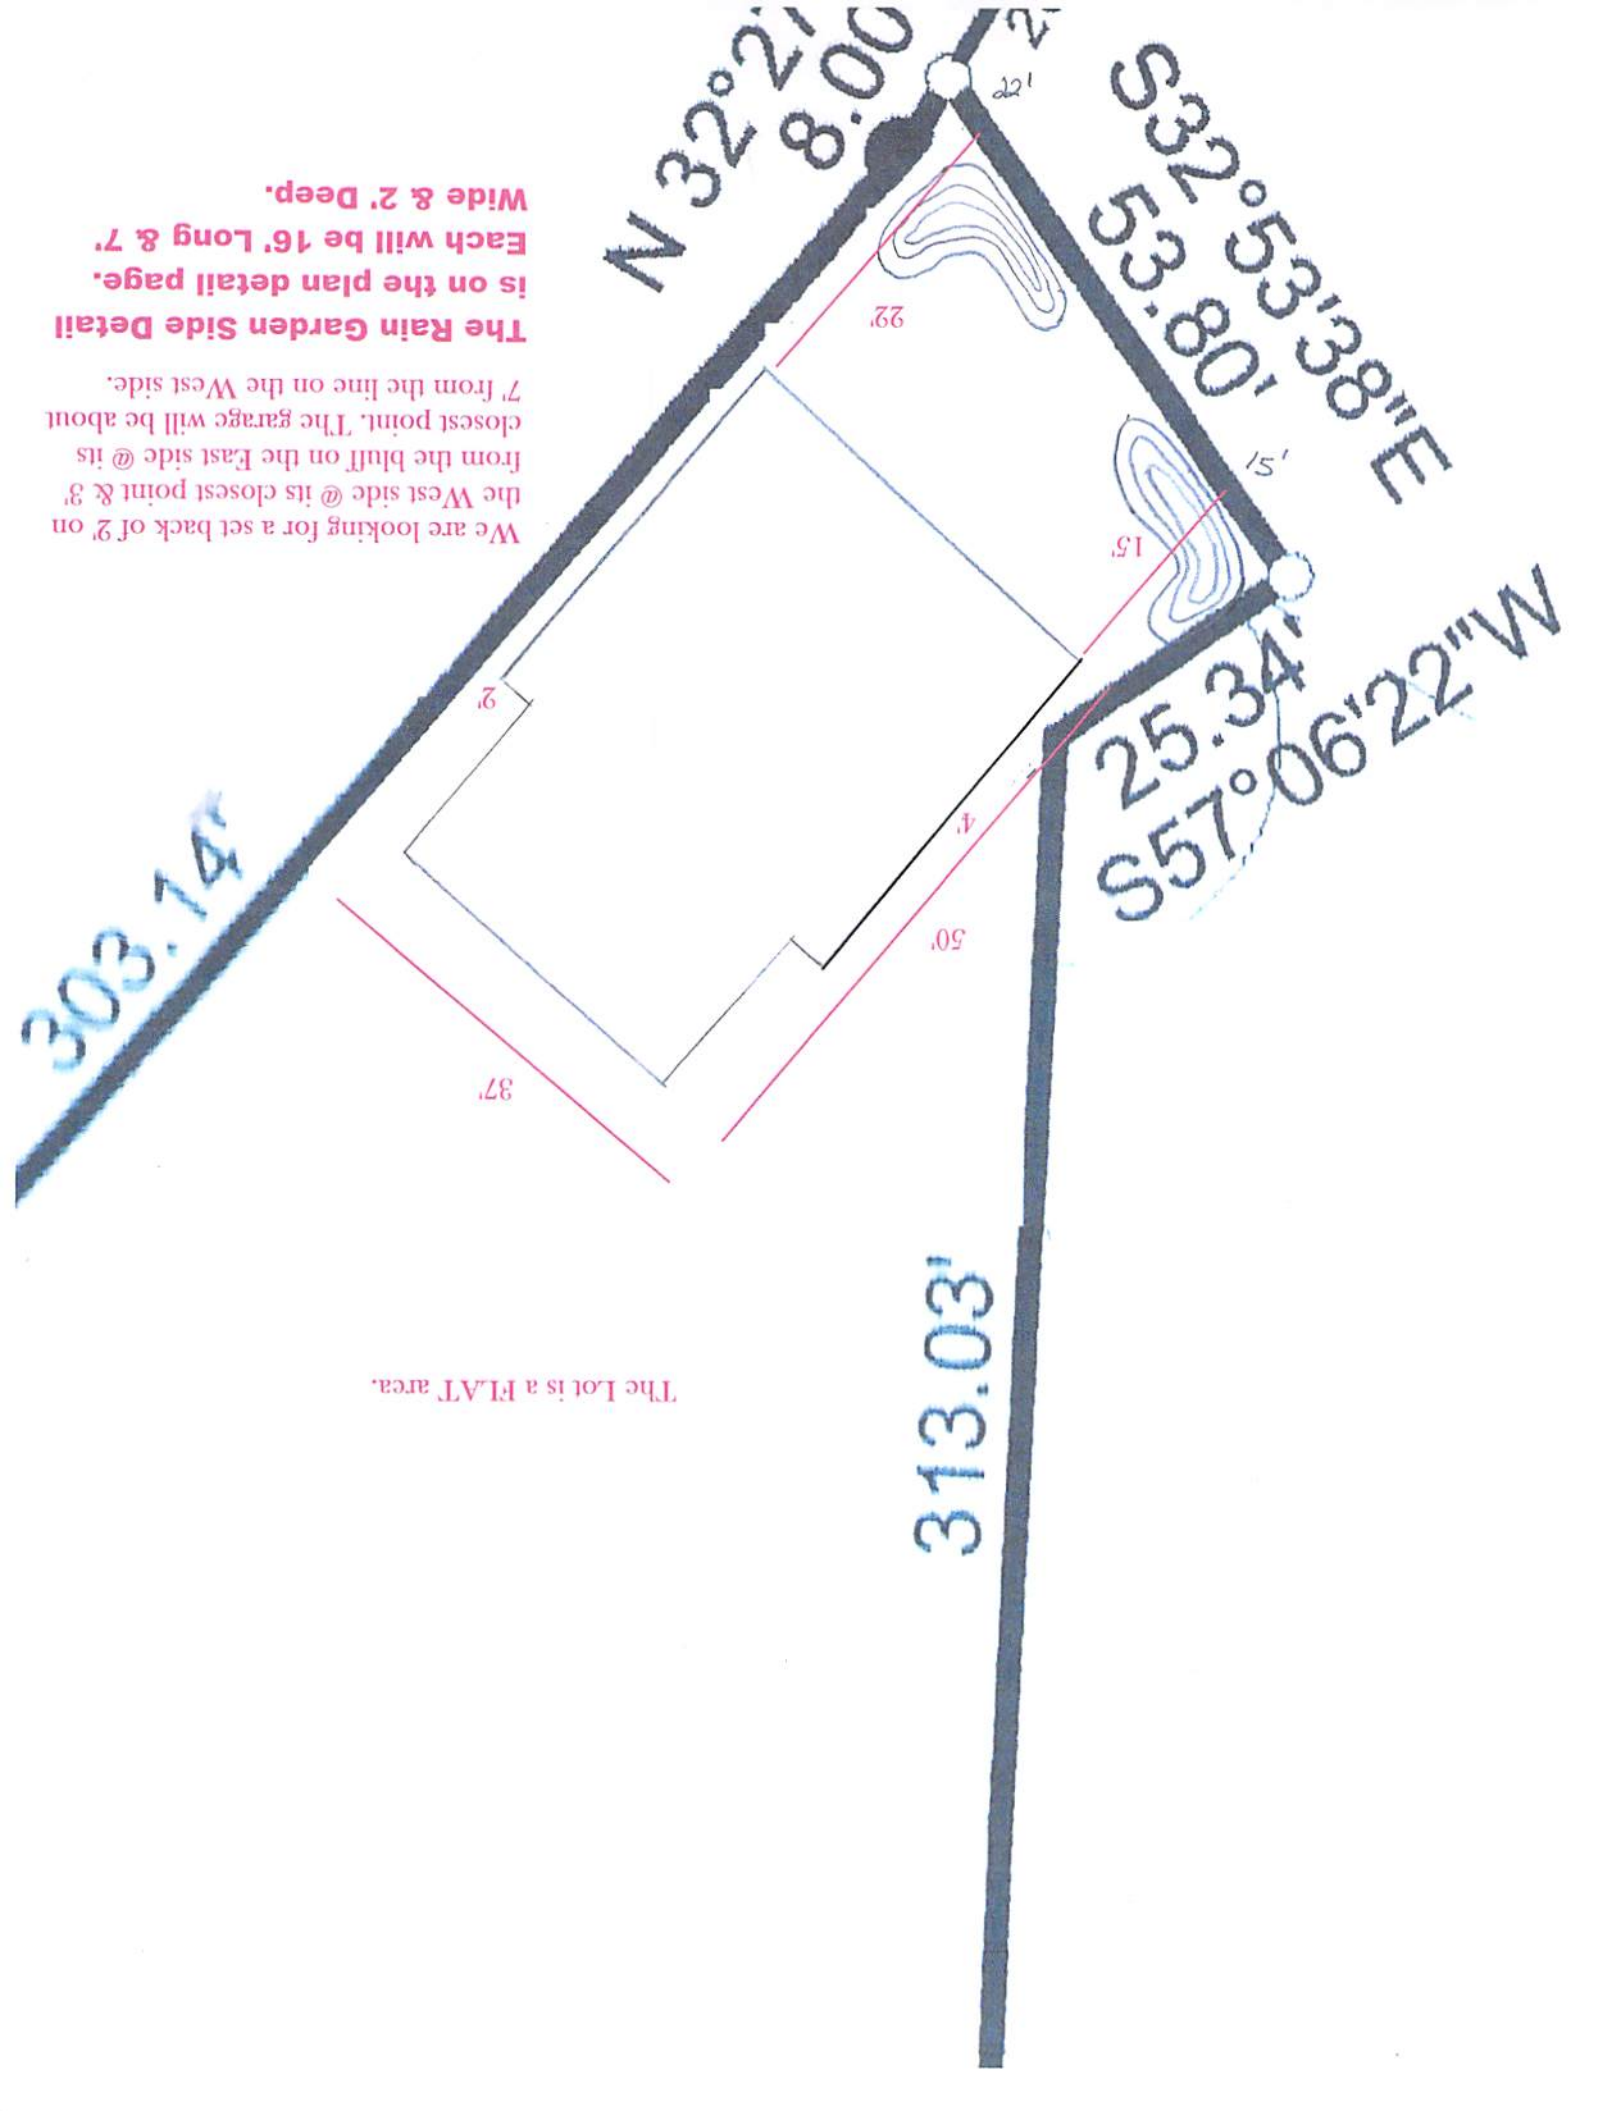 We are looking for a set back of 2' on
the West side @ its closest point & 3'
from the bluff on the East side @ its
closest point. The garage will be about
7' from the line on the West side.
The Rain Garden Side Detail
is on the plan detail page.
Each will be 16' Long & 7'
Wide & 2' Deep.
The Lot is a FLAT area.
37'
50'
4'
2'
15'
22'
22'
15'
N 32°21
8.00
S32°53'38"E
53.80'
25.34'
S57°06'22"W
303.14'
313.03'